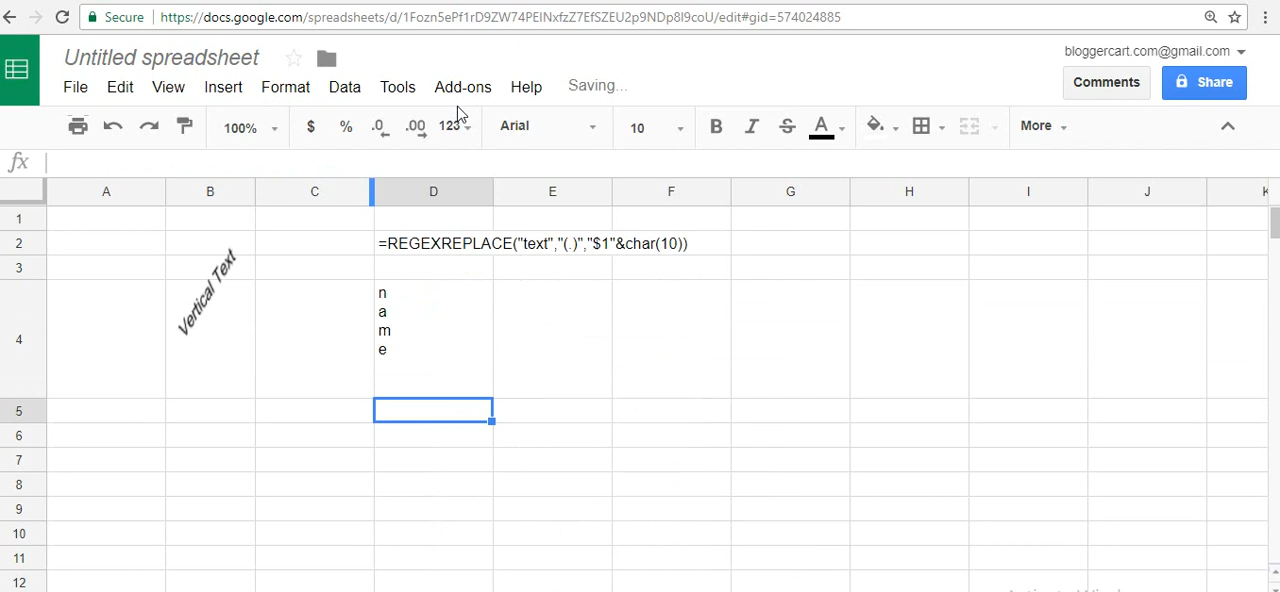 Secure
https://docs.google.com/spreadsheets/d/1Fozn5ePf1rD9ZW74PEINxfzZ7EfSZEU2p9NDp8I9coU/edit#gid=574024885
Untitled spreadsheet
bloggercart.com@gmail.com
File Edit View Insert Format Data Tools Add-ons Help Saving...
Comments
Share
100% $ % .0 .00 123 Arial 10 B I S A More
fx
A B C D E F G H I J K
1
2 =REGEXREPLACE("text","(.)","$1"&char(10))
3
Vertical Text
4
n
a
m
e
5
6
7
8
9
10
11
12